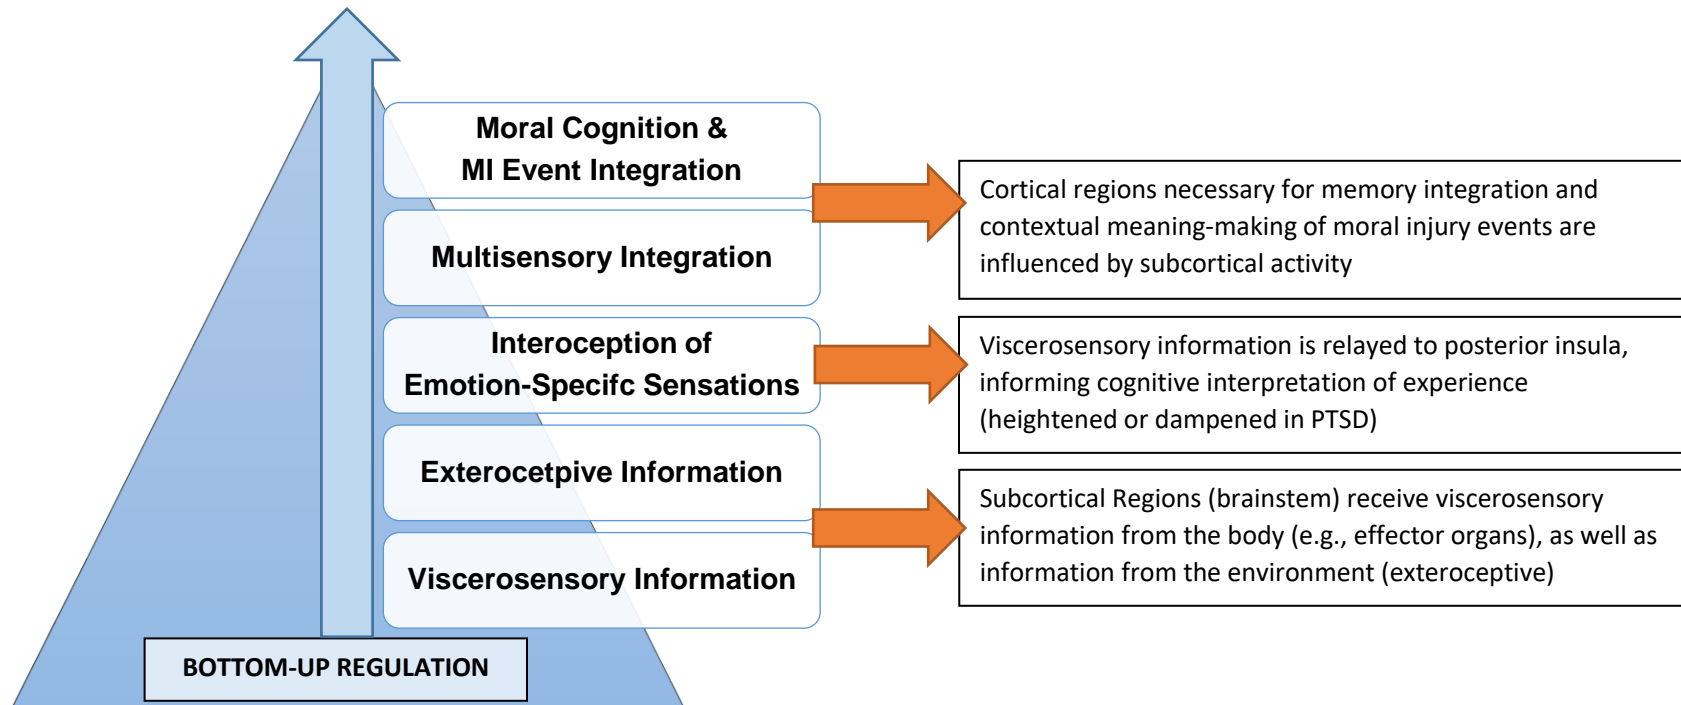 Moral Cognition &
MI Event Integration
Multisensory Integration
Interoception of
Emotion-Specifc Sensations
Exterocetpive Information
Viscerosensory Information
BOTTOM-UP REGULATION
Cortical regions necessary for memory integration and
contextual meaning-making of moral injury events are
influenced by subcortical activity
Viscerosensory information is relayed to posterior insula,
informing cognitive interpretation of experience
(heightened or dampened in PTSD)
Subcortical Regions (brainstem) receive viscerosensory
information from the body (e.g., effector organs), as well as
information from the environment (exteroceptive)